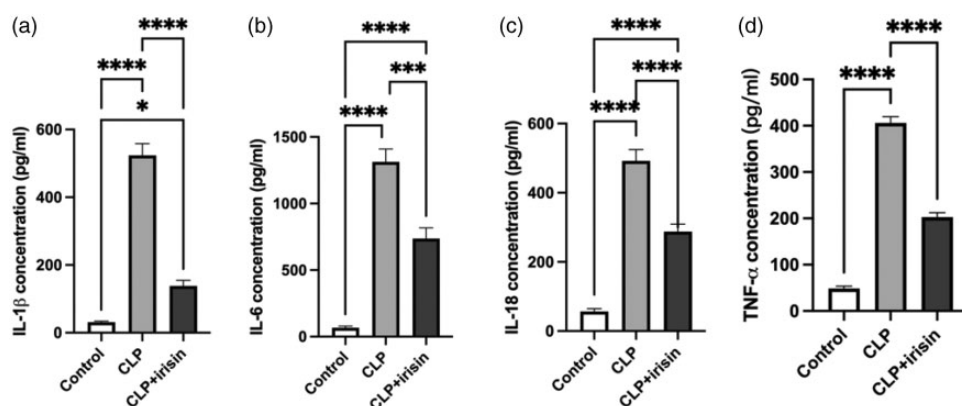 (a)
****
****
*
IL-1β concentration (pg/ml)
600
400
200
0
Control
CLP
CLP+irisin
(b)
****
***
****
IL-6 concentration (pg/ml)
1500
1000
500
0
Control
CLP
CLP+irisin
(c)
****
****
****
IL-18 concentration (pg/ml)
600
400
200
0
Control
CLP
CLP+irisin
(d)
****
****
TNF-α concentration (pg/ml)
500
400
300
200
100
0
Control
CLP
CLP+irisin